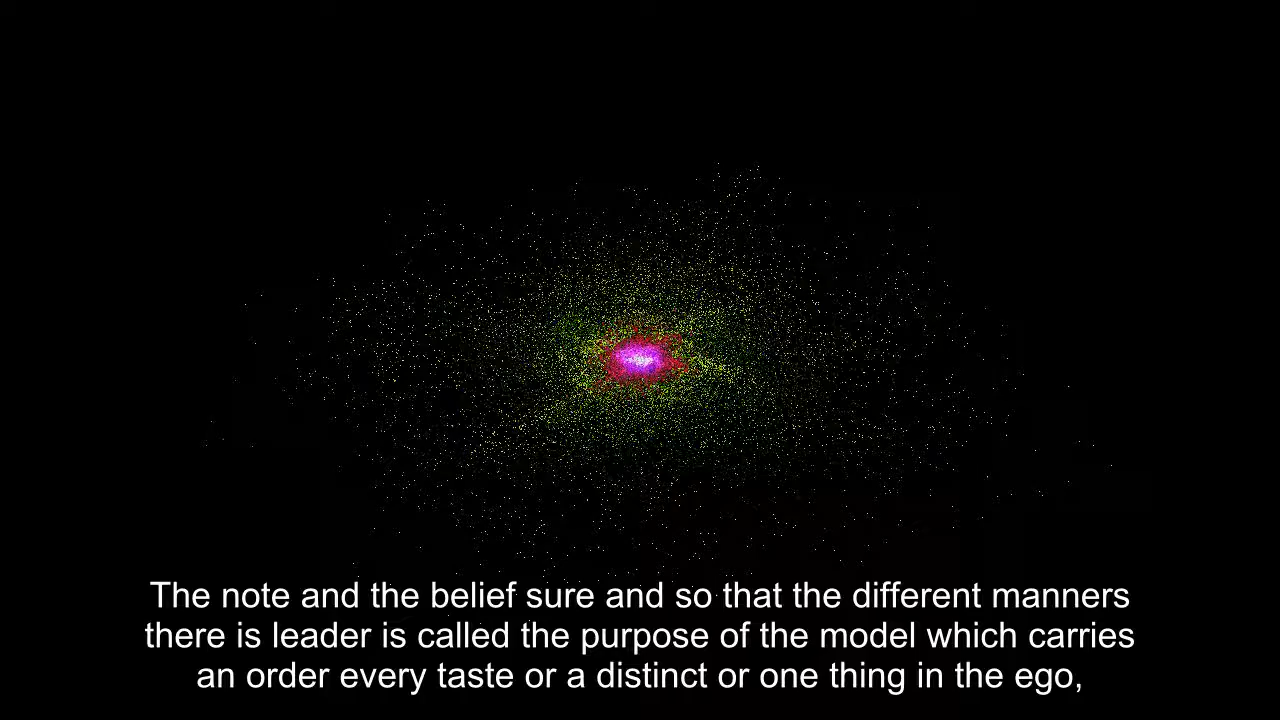 The note and the belief sure and so that the different manners
there is leader is called the purpose of the model which carries
an order every taste or a distinct or one thing in the ego,